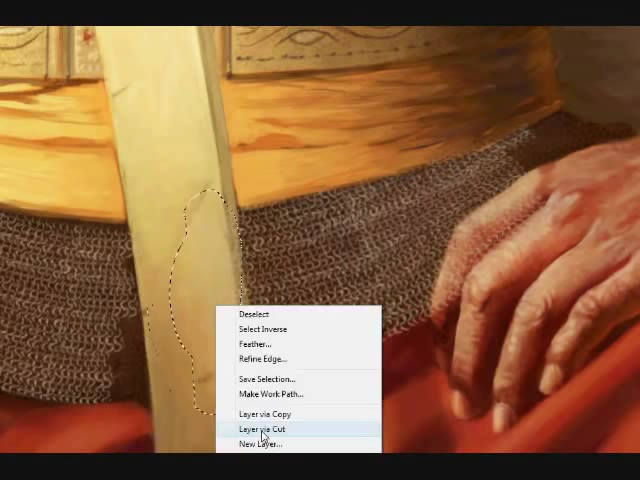 Deselect
Select Inverse
Feather...
Refine Edge...
Save Selection...
Make Work Path...
Layer via Copy
Layer via Cut
New Layer...